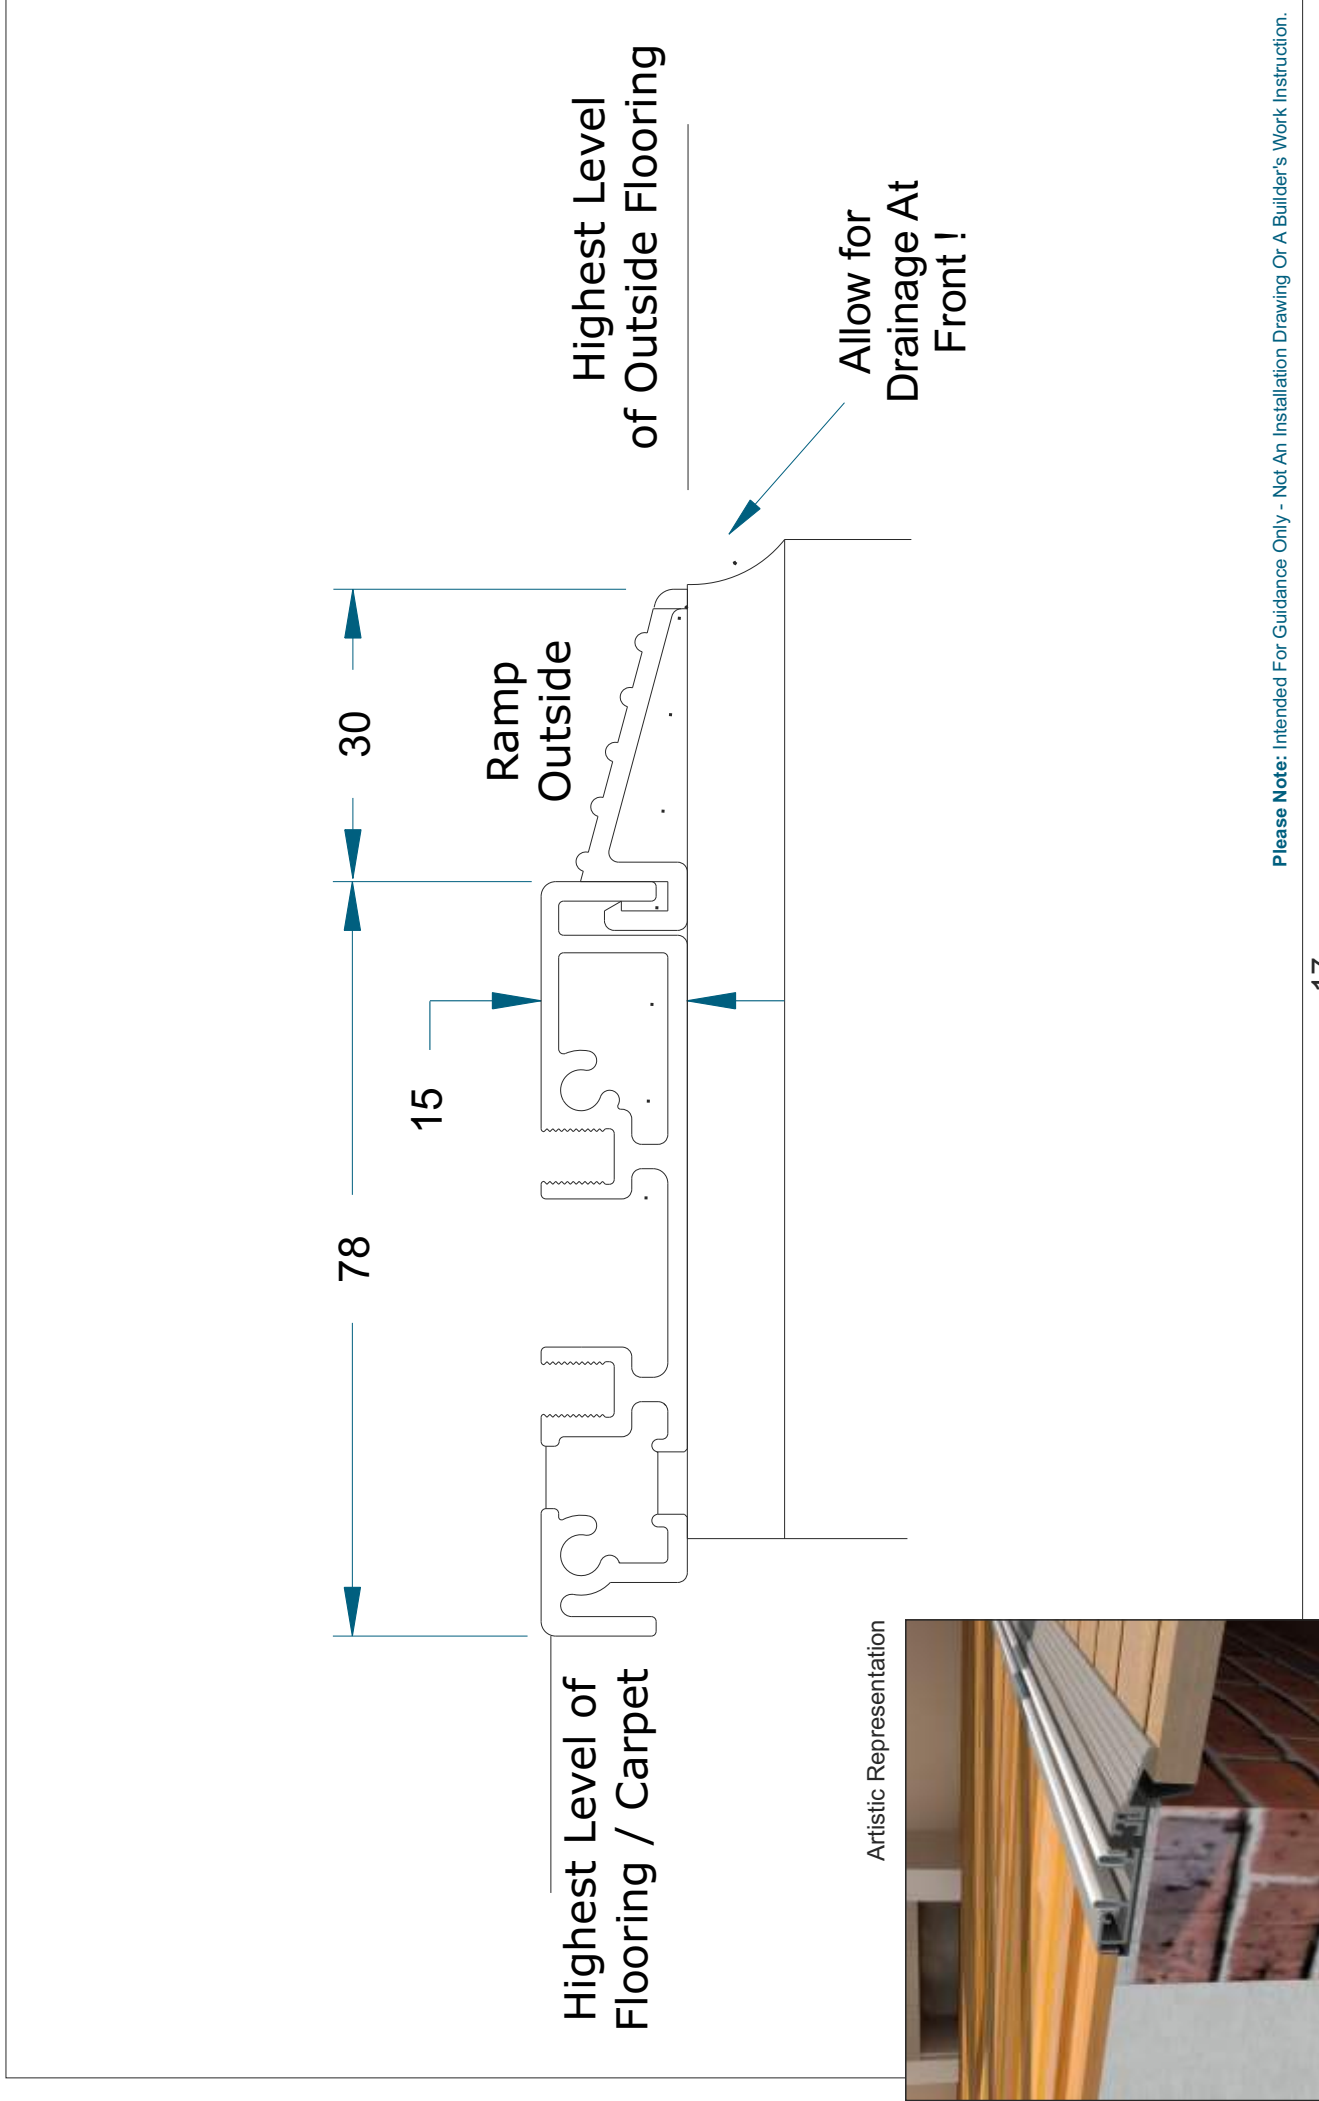 Highest Level
of Outside Flooring
Allow for
Drainage At
Front !
30
Ramp
Outside
78
15
Highest Level of
Flooring / Carpet
Artistic Representation
Please Note: Intended For Guidance Only - Not An Installation Drawing Or A Builder's Work Instruction.